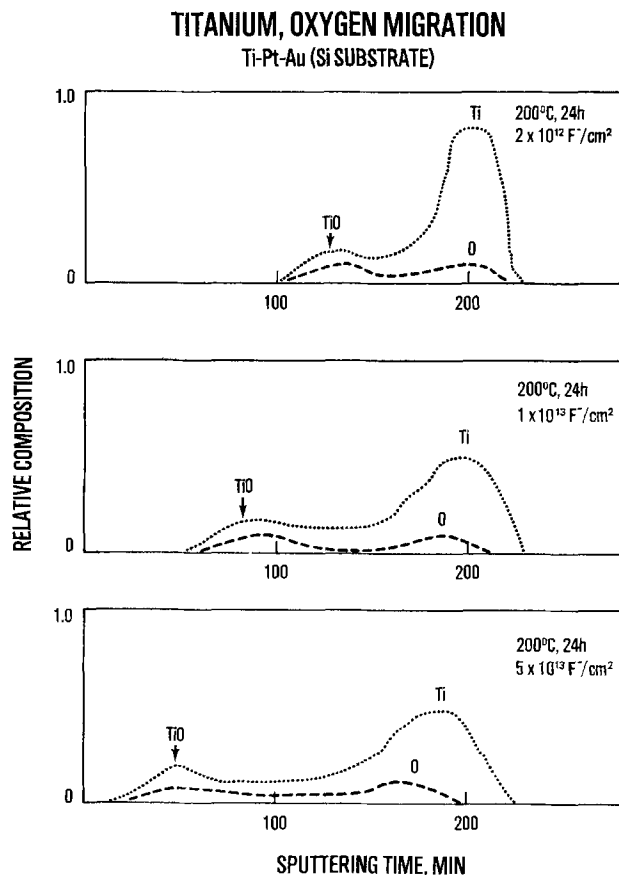 TITANIUM, OXYGEN MIGRATION
Ti-Pt-Au (Si SUBSTRATE)
1.0
Ti
200°C, 24h
2 x 10¹² F⁻/cm²
TiO
O
0
100
200
1.0
200°C, 24h
1 x 10¹³ F⁻/cm²
Ti
TiO
O
0
100
200
1.0
200°C, 24h
5 x 10¹³ F⁻/cm²
Ti
TiO
O
0
100
200
RELATIVE COMPOSITION
SPUTTERING TIME, MIN